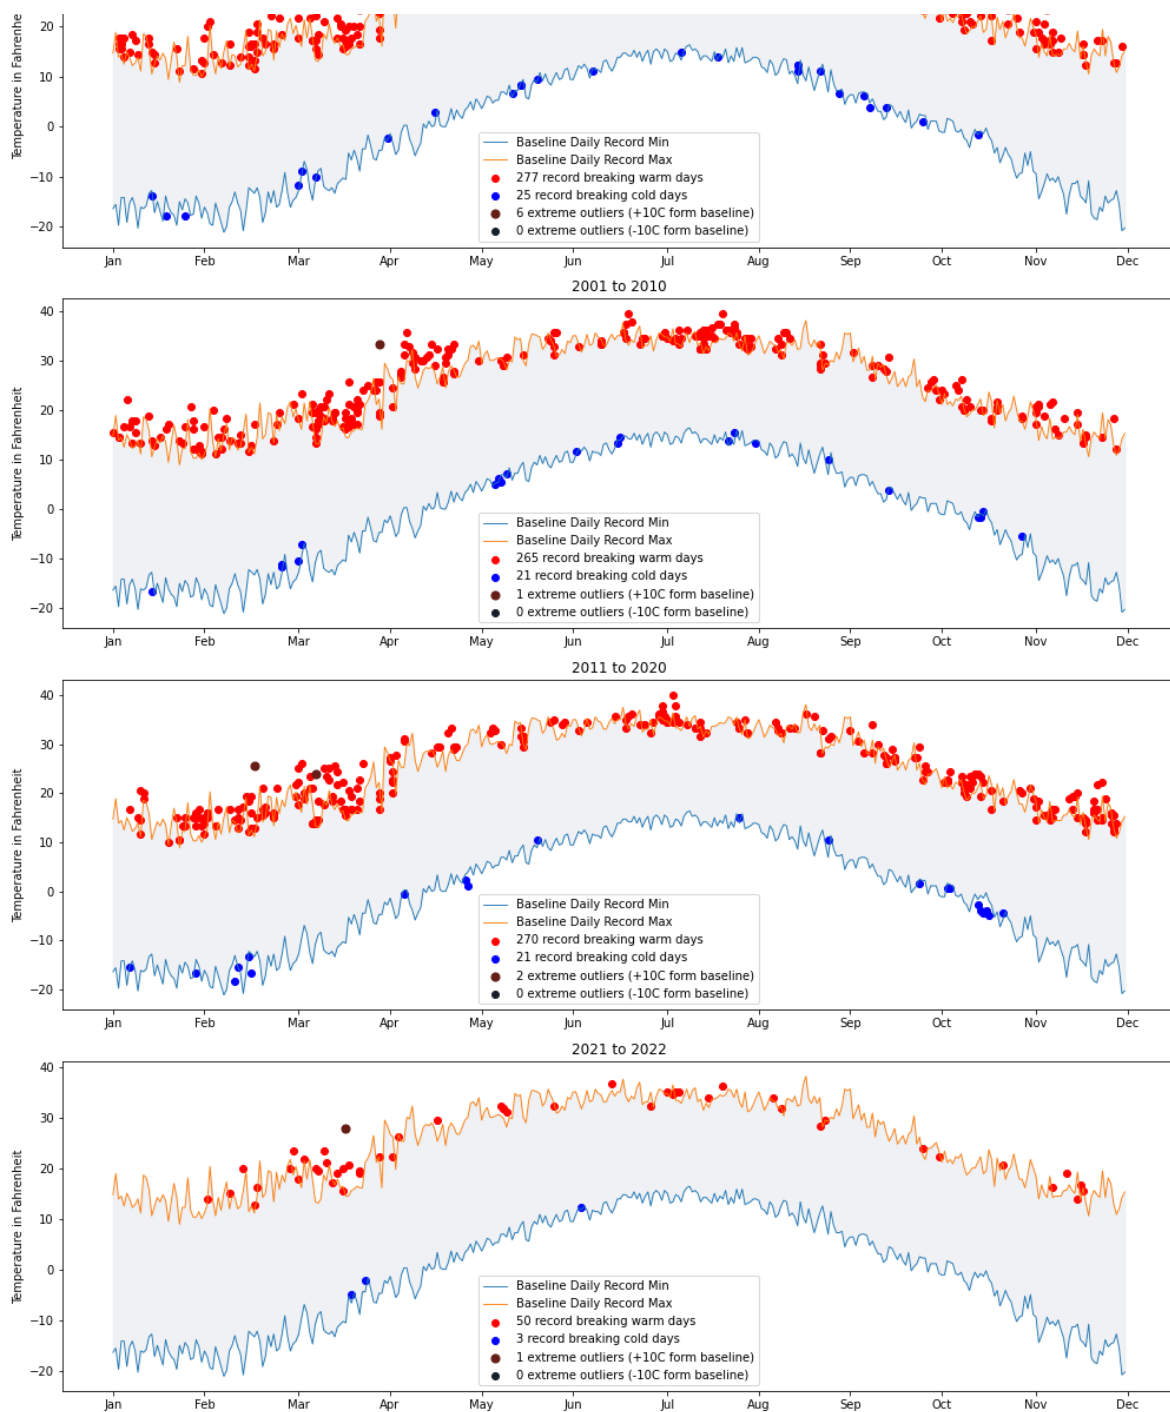 20
10
0
−10
−20
Temperature in Fahrenheit
Baseline Daily Record Min
Baseline Daily Record Max
277 record breaking warm days
25 record breaking cold days
6 extreme outliers (+10C form baseline)
0 extreme outliers (-10C form baseline)
Jan Feb Mar Apr May Jun Jul Aug Sep Oct Nov Dec
2001 to 2010
40
30
20
10
0
−10
−20
Temperature in Fahrenheit
Baseline Daily Record Min
Baseline Daily Record Max
265 record breaking warm days
21 record breaking cold days
1 extreme outliers (+10C form baseline)
0 extreme outliers (-10C form baseline)
Jan Feb Mar Apr May Jun Jul Aug Sep Oct Nov Dec
2011 to 2020
40
30
20
10
0
−10
−20
Temperature in Fahrenheit
Baseline Daily Record Min
Baseline Daily Record Max
270 record breaking warm days
21 record breaking cold days
2 extreme outliers (+10C form baseline)
0 extreme outliers (-10C form baseline)
Jan Feb Mar Apr May Jun Jul Aug Sep Oct Nov Dec
2021 to 2022
40
30
20
10
0
−10
−20
Temperature in Fahrenheit
Baseline Daily Record Min
Baseline Daily Record Max
50 record breaking warm days
3 record breaking cold days
1 extreme outliers (+10C form baseline)
0 extreme outliers (-10C form baseline)
Jan Feb Mar Apr May Jun Jul Aug Sep Oct Nov Dec